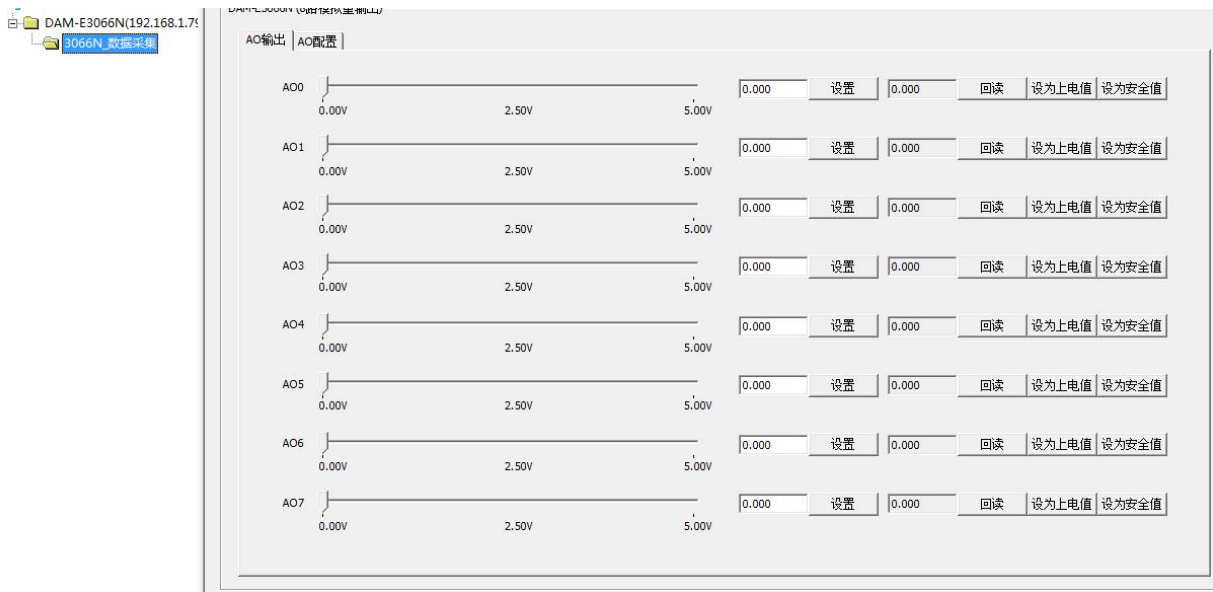 DAM-E3066N(192.168.1.79
3066N_数据采集
DAM-E3066N (8路模拟量输出)
AO输出 AO配置
AO0 0.000 设置 0.000 回读 设为上电值 设为安全值
0.00V 2.50V 5.00V
AO1 0.000 设置 0.000 回读 设为上电值 设为安全值
0.00V 2.50V 5.00V
AO2 0.000 设置 0.000 回读 设为上电值 设为安全值
0.00V 2.50V 5.00V
AO3 0.000 设置 0.000 回读 设为上电值 设为安全值
0.00V 2.50V 5.00V
AO4 0.000 设置 0.000 回读 设为上电值 设为安全值
0.00V 2.50V 5.00V
AO5 0.000 设置 0.000 回读 设为上电值 设为安全值
0.00V 2.50V 5.00V
AO6 0.000 设置 0.000 回读 设为上电值 设为安全值
0.00V 2.50V 5.00V
AO7 0.000 设置 0.000 回读 设为上电值 设为安全值
0.00V 2.50V 5.00V